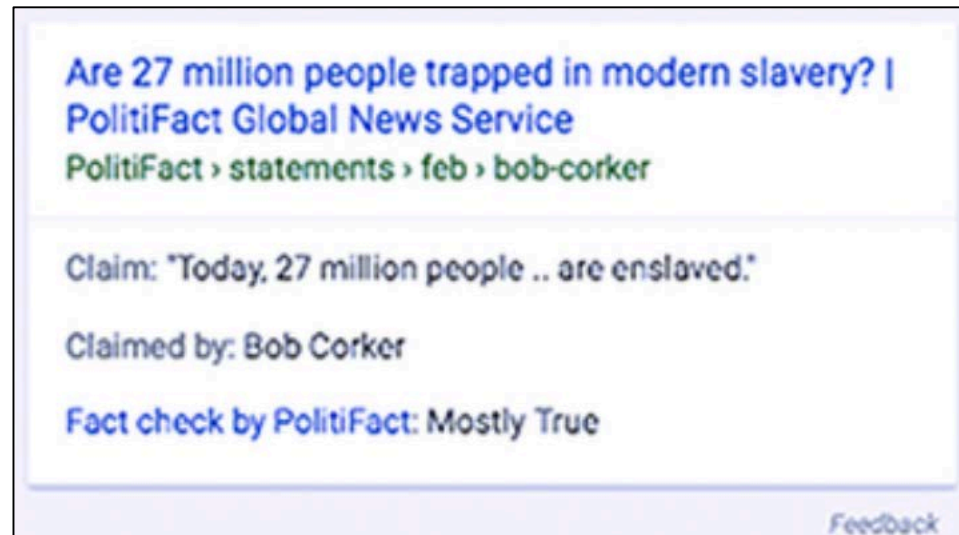 Are 27 million people trapped in modern slavery? |
PolitiFact Global News Service
PolitiFact › statements › feb › bob-corker
Claim: "Today, 27 million people .. are enslaved."
Claimed by: Bob Corker
Fact check by PolitiFact: Mostly True
Feedback